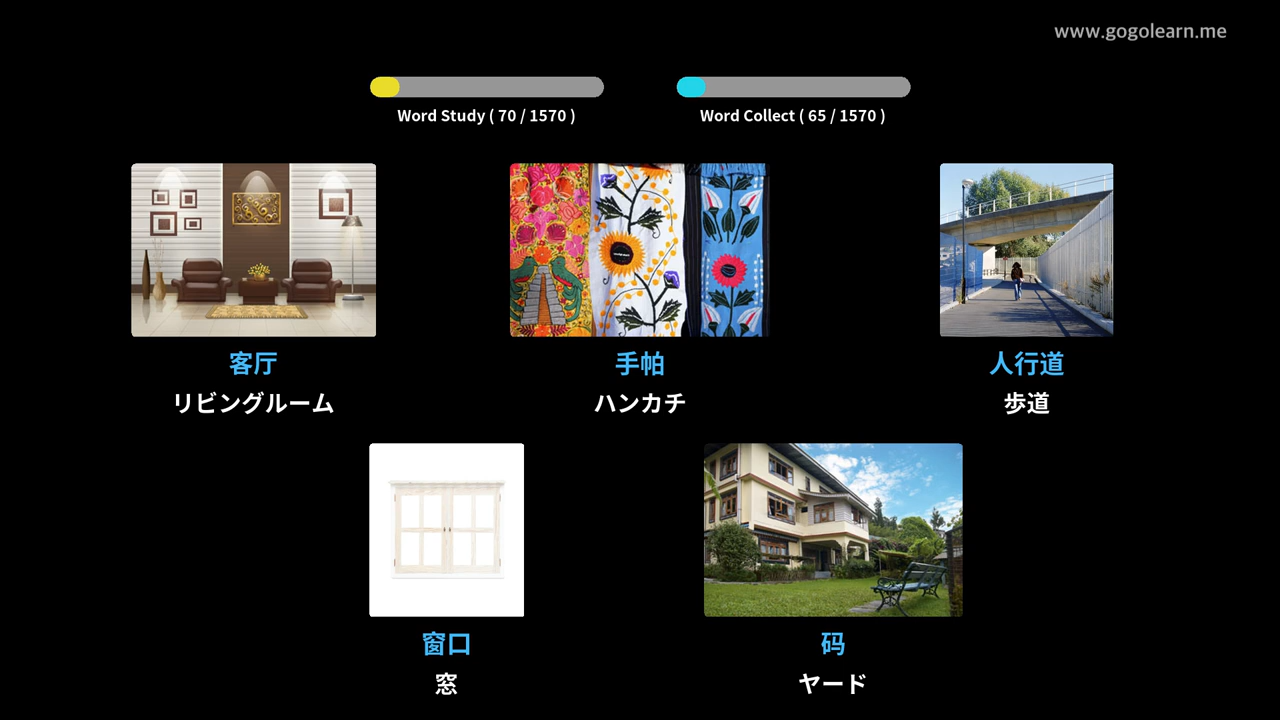 www.gogolearn.me
Word Study ( 70 / 1570 )
Word Collect ( 65 / 1570 )
客厅
リビングルーム
手帕
ハンカチ
人行道
歩道
窗口
窓
码
ヤード